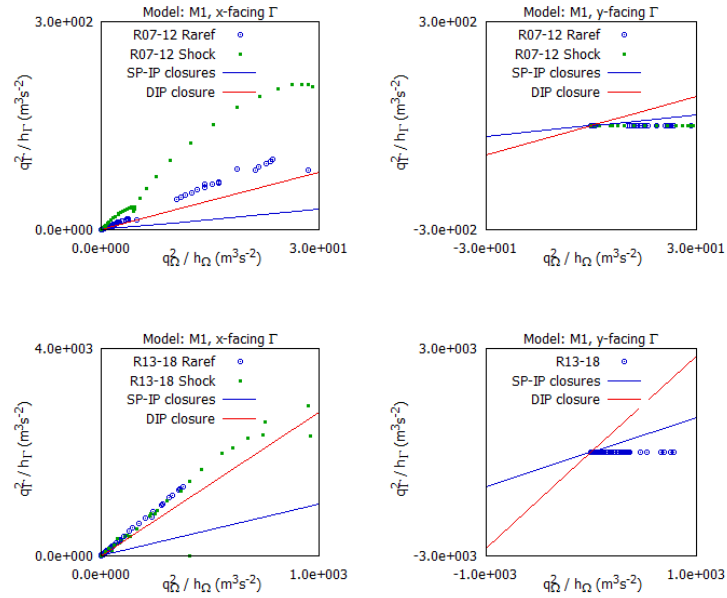 Model: M1, x-facing Γ
3.0e+002
R07-12 Raref
R07-12 Shock
SP-IP closures
DIP closure
q²Γ / hΓ (m³s⁻²)
0.0e+000
0.0e+000
3.0e+001
q²Ω / hΩ (m³s⁻²)
Model: M1, y-facing Γ
3.0e+002
R07-12 Raref
R07-12 Shock
SP-IP closures
DIP closure
q²Γ / hΓ (m³s⁻²)
-3.0e+002
-3.0e+001
3.0e+001
q²Ω / hΩ (m³s⁻²)
Model: M1, x-facing Γ
4.0e+003
R13-18 Raref
R13-18 Shock
SP-IP closures
DIP closure
q²Γ / hΓ (m³s⁻²)
0.0e+000
0.0e+000
1.0e+003
q²Ω / hΩ (m³s⁻²)
Model: M1, y-facing Γ
3.0e+003
R13-18
SP-IP closures
DIP closure
q²Γ / hΓ (m³s⁻²)
-3.0e+003
-1.0e+003
1.0e+003
q²Ω / hΩ (m³s⁻²)